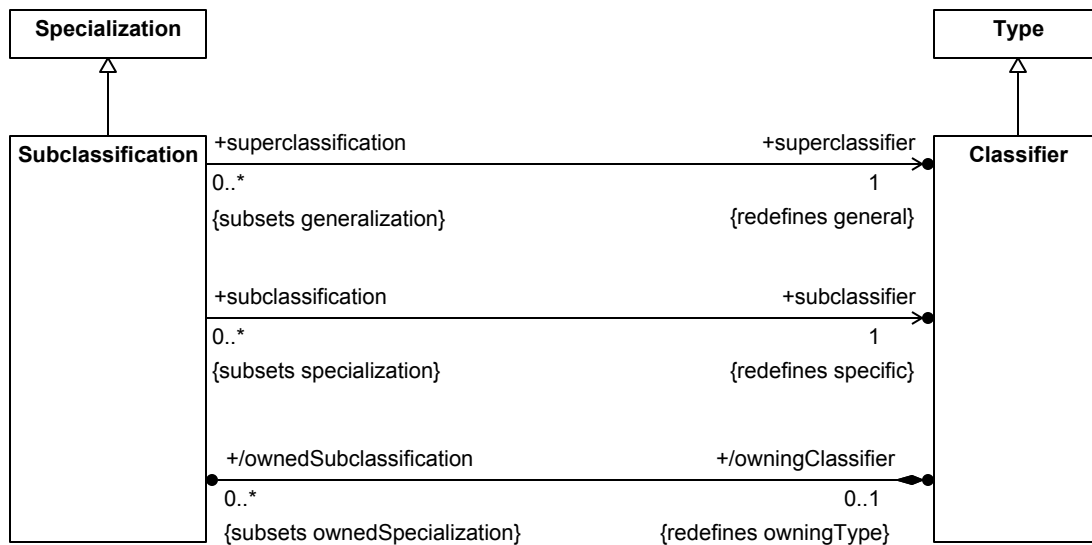 Specialization
Type
Subclassification
Classifier
+superclassification
+superclassifier
0..*
1
{subsets generalization}
{redefines general}
+subclassification
+subclassifier
0..*
1
{subsets specialization}
{redefines specific}
+/ownedSubclassification
+/owningClassifier
0..*
0..1
{subsets ownedSpecialization}
{redefines owningType}